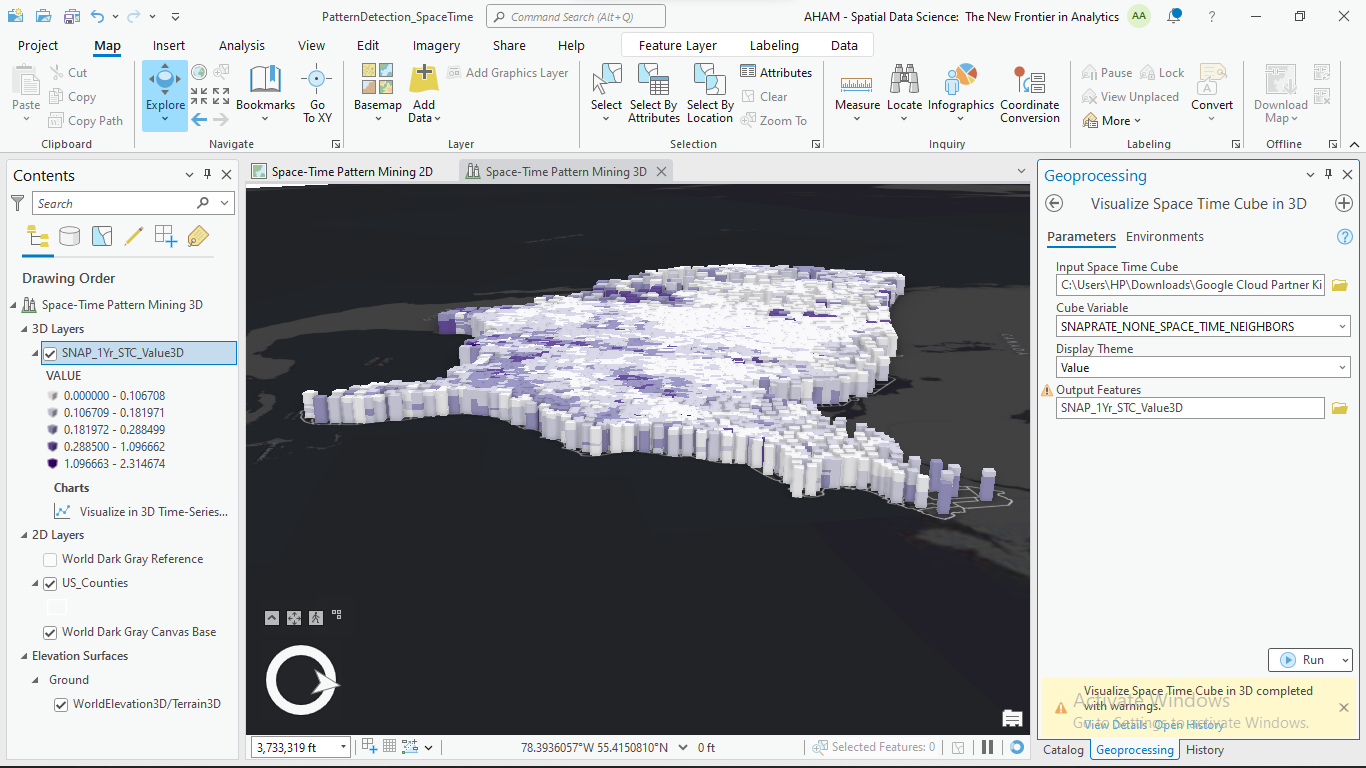 PatternDetection_SpaceTime
Command Search (Alt+Q)
AHAM - Spatial Data Science: The New Frontier in Analytics
AA
?
Project
Map
Insert
Analysis
View
Edit
Imagery
Share
Help
Feature Layer
Labeling
Data
Paste
Cut
Copy
Copy Path
Clipboard
Explore
Bookmarks
Go To XY
Navigate
Basemap
Add Data
Add Graphics Layer
Layer
Select
Select By Attributes
Select By Location
Attributes
Clear
Zoom To
Selection
Measure
Locate
Infographics
Coordinate Conversion
Inquiry
Pause
Lock
View Unplaced
More
Convert
Labeling
Download Map
Offline
Contents
Search
Drawing Order
Space-Time Pattern Mining 3D
3D Layers
SNAP_1Yr_STC_Value3D
VALUE
0.000000 - 0.106708
0.106709 - 0.181971
0.181972 - 0.288499
0.288500 - 1.096662
1.096663 - 2.314674
Charts
Visualize in 3D Time-Series...
2D Layers
World Dark Gray Reference
US_Counties
World Dark Gray Canvas Base
Elevation Surfaces
Ground
WorldElevation3D/Terrain3D
Space-Time Pattern Mining 2D
Space-Time Pattern Mining 3D
3,733,319 ft
78.3936057°W 55.4150810°N
0 ft
Selected Features: 0
Geoprocessing
Visualize Space Time Cube in 3D
Parameters
Environments
?
Input Space Time Cube
C:\Users\HP\Downloads\Google Cloud Partner Ki
Cube Variable
SNAPRATE_NONE_SPACE_TIME_NEIGHBORS
Display Theme
Value
Output Features
SNAP_1Yr_STC_Value3D
Run
Visualize Space Time Cube in 3D completed
with warnings.
View Details
Open History
Activate Windows
Go to Settings to activate Windows.
Catalog
Geoprocessing
History